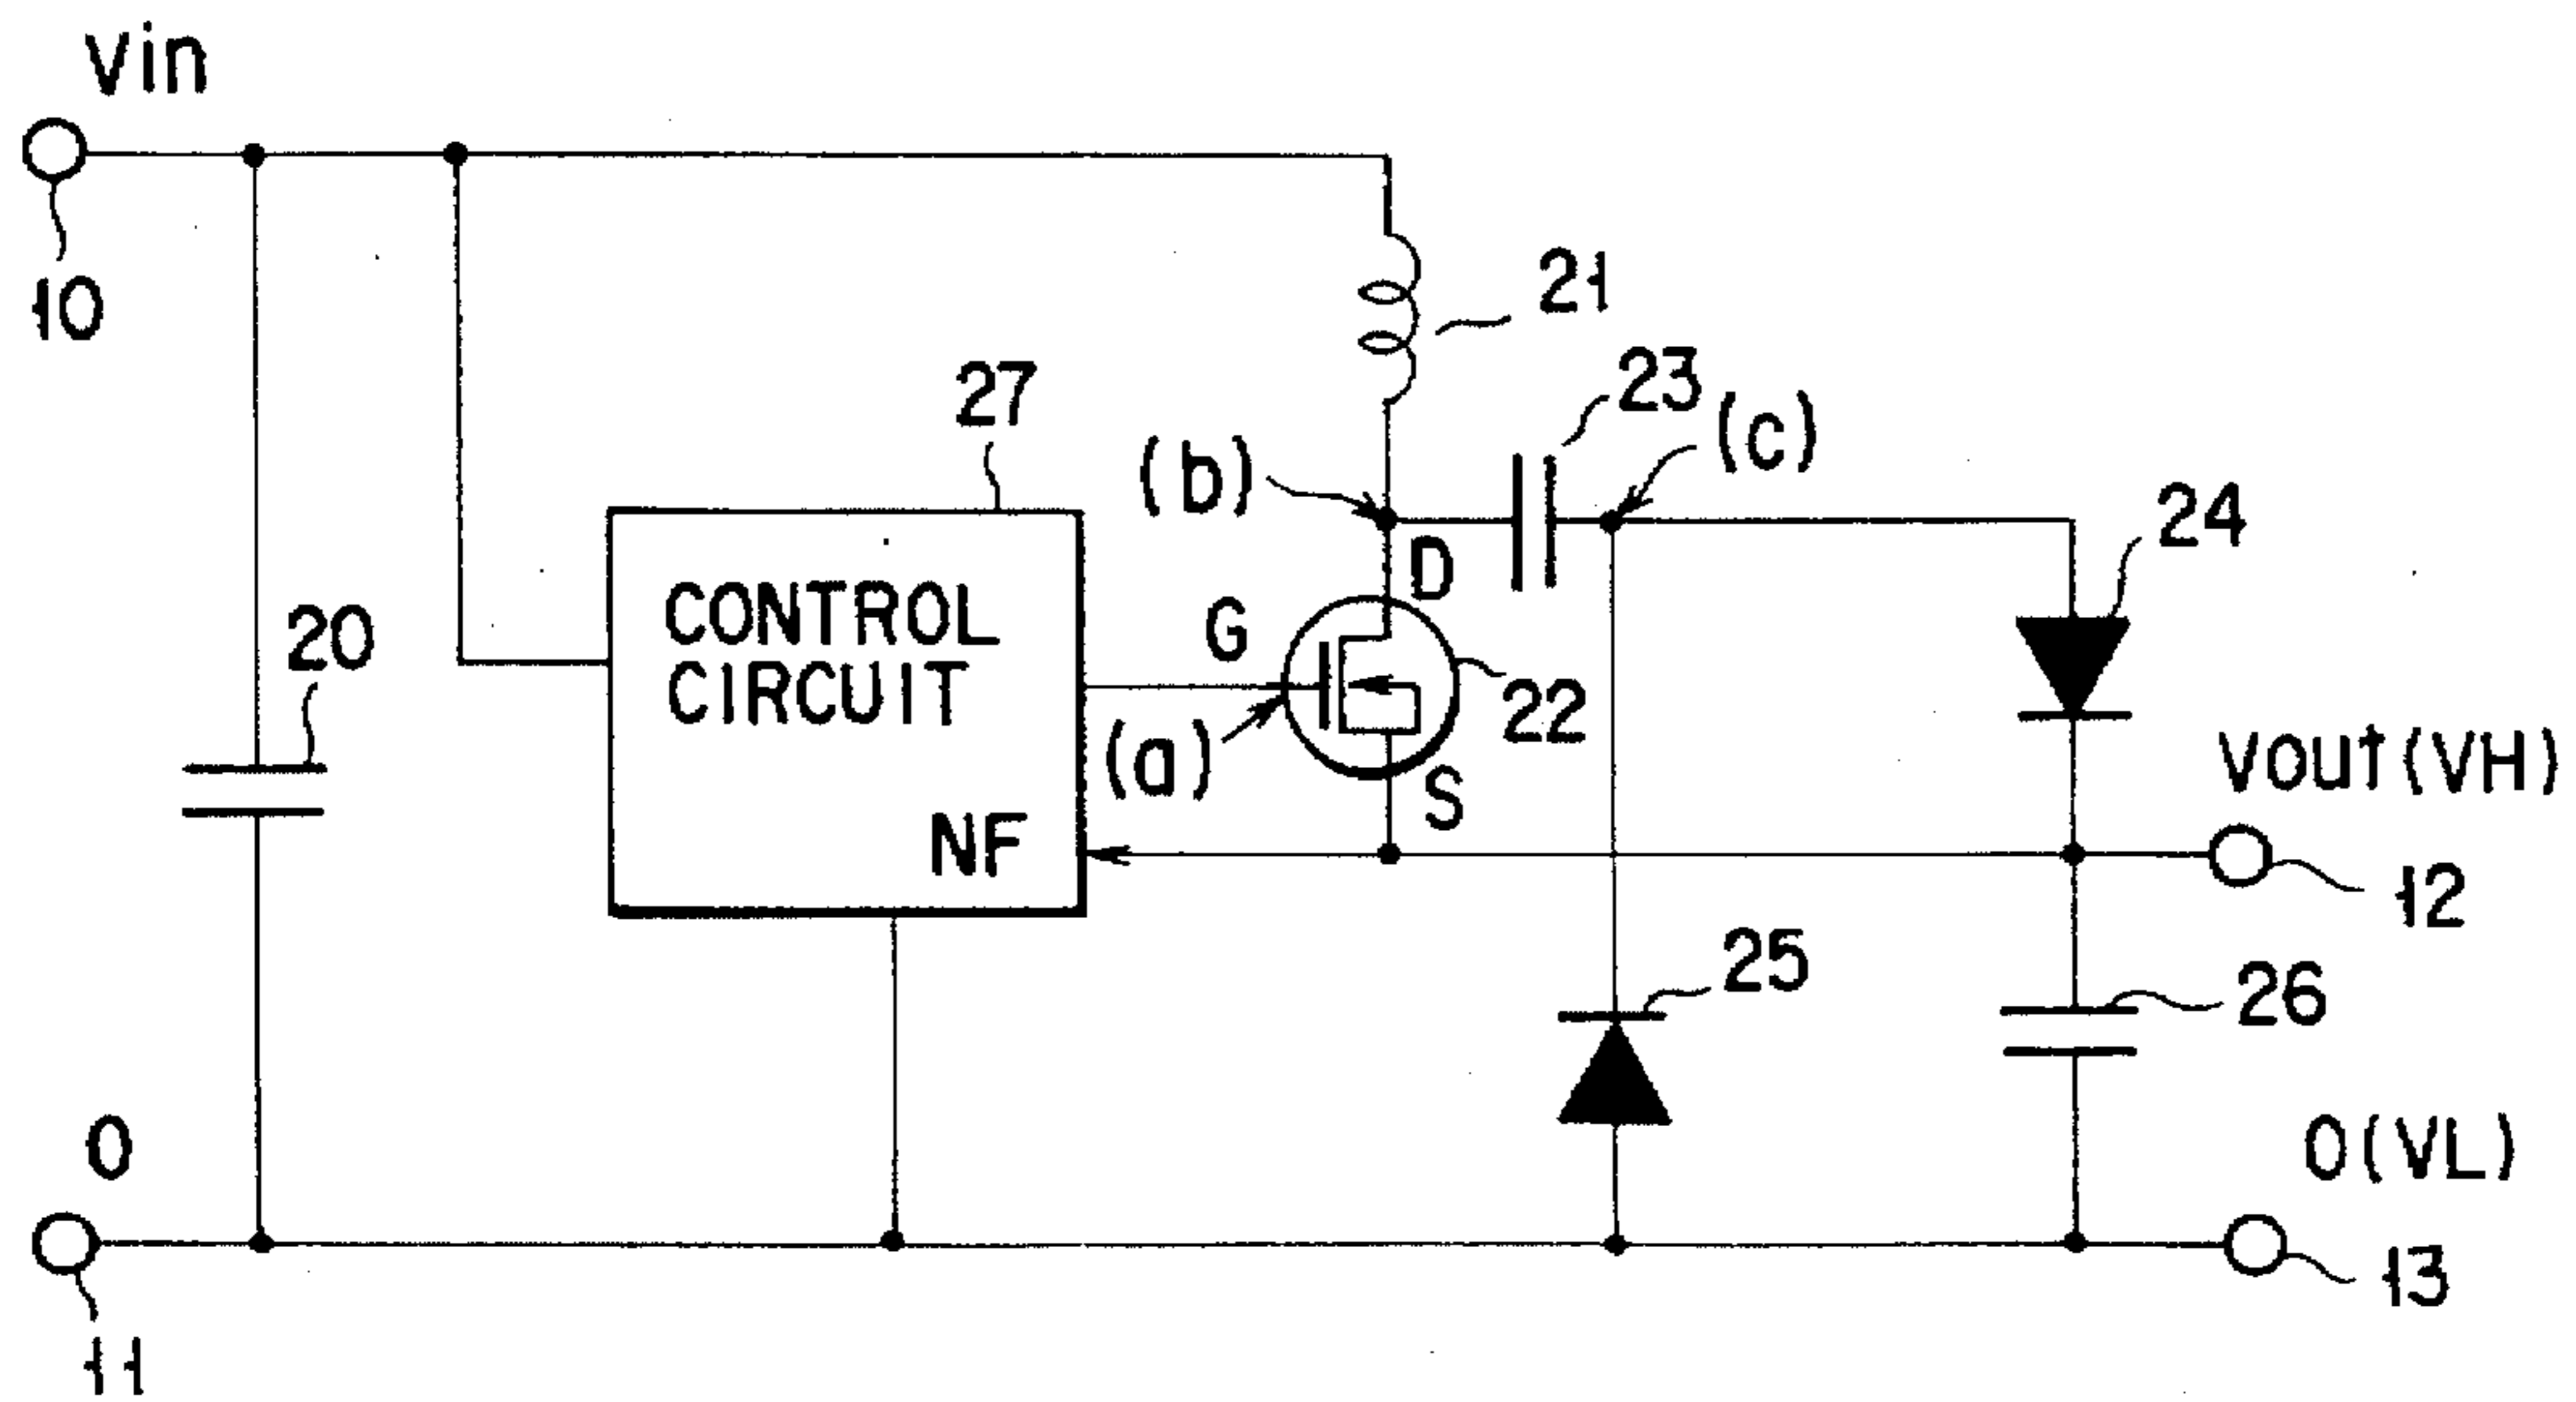 Vin
10
21
23
(c)
27
(b)
24
D
CONTROL
CIRCUIT
G
20
22
(a)
Vout(VH)
S
NF
12
25
26
0
0(VL)
13
11